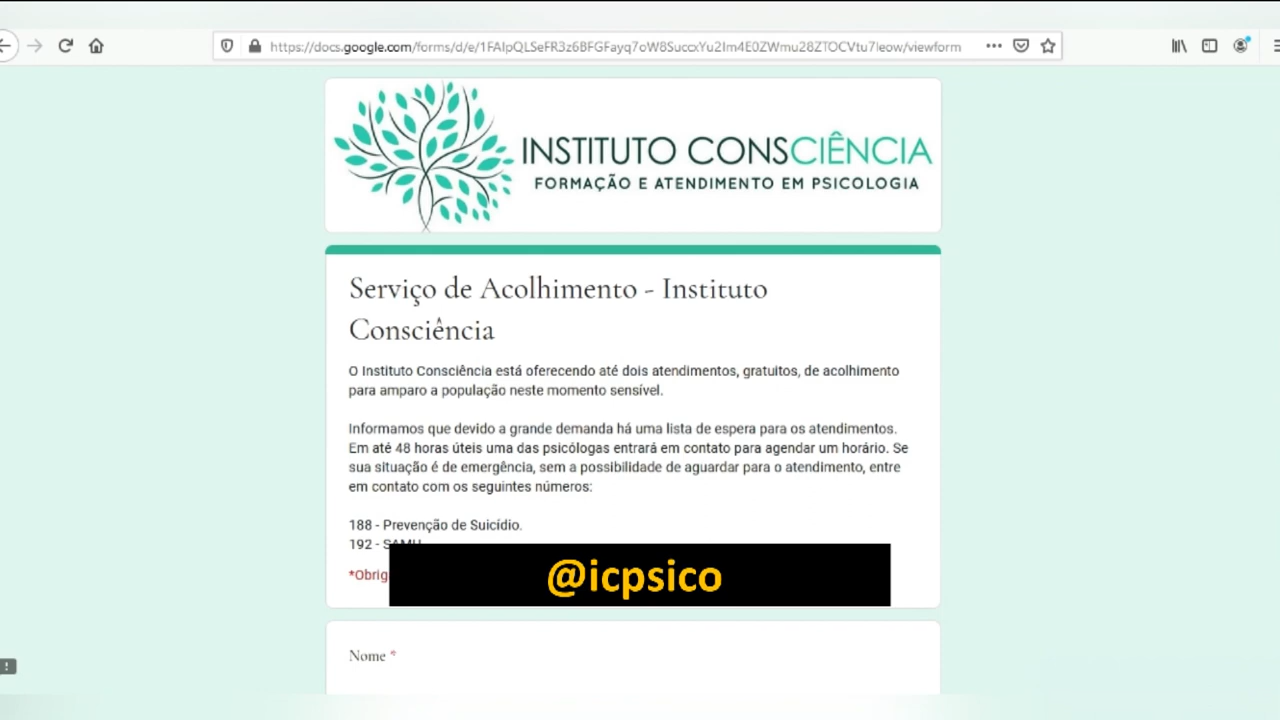 https://docs.google.com/forms/d/e/1FAIpQLSeFR3z6BFGFayq7oW8SuccxYu2Im4E0ZWmu28ZTOCVtu7leow/viewform
INSTITUTO CONSCIÊNCIA
FORMAÇÃO E ATENDIMENTO EM PSICOLOGIA
Serviço de Acolhimento - Instituto
Consciência
O Instituto Consciência está oferecendo até dois atendimentos, gratuitos, de acolhimento
para amparo a população neste momento sensível.
Informamos que devido a grande demanda há uma lista de espera para os atendimentos.
Em até 48 horas úteis uma das psicólogas entrará em contato para agendar um horário. Se
sua situação é de emergência, sem a possibilidade de aguardar para o atendimento, entre
em contato com os seguintes números:
188 - Prevenção de Suicídio.
192 - SAMU
*Obrig
@icpsico
Nome *